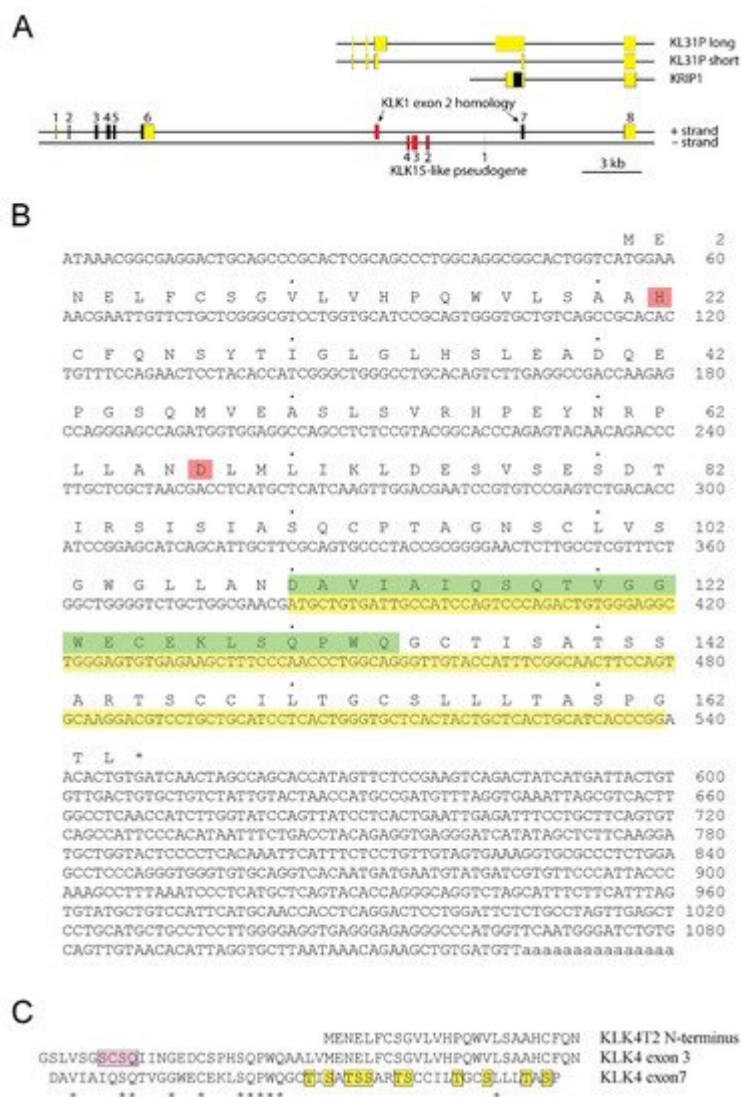 A
KL31P long
KL31P short
KRIP1
KLK1 exon 2 homology
1 2 3 4 5 6 7 8
+ strand
– strand
4 3 2 1
KLK15-like pseudogene
3 kb
B
M E 2
ATAAACGGCGAGGACTGCAGCCCGCACTCGCAGCCCTGGCAGGCGGCACTGGTCATGGAA 60
N E L F C S G V L V H P Q W V L S A A H 22
AACGAATTGTTCTGCTCGGGCGTCCTGGTGCATCCGCAGTGGGTGCTGTCAGCCGCACAC 120
C F Q N S Y T I G L G L H S L E A D Q E 42
TGTTTCCAGAACTCCTACACCATCGGGCTGGGCCTGCACAGTCTTGAGGCCGACCAAGAG 180
P G S Q M V E A S L S V R H P E Y N R P 62
CCAGGGAGCCAGATGGTGGAGGCCAGCCTCTCCGTACGGCACCCAGAGTACAACAGACCC 240
L L A N D L M L I K L D E S V S E S D T 82
TTGCTCGCTAACGACCTCATGCTCATCAAGTTGGACGAATCCGTGTCCGAGTCTGACACC 300
I R S I S I A S Q C P T A G N S C L V S 102
ATCCGGAGCATCAGCATTGCTTCGCAGTGCCCTACCGCGGGGAACTCTTGCCTCGTTTCT 360
G W G L L A N D A V I A I Q S Q T V G G 122
GGCTGGGGTCTGCTGGCGAACGATGCTGTGATTGCCATCCAGTCCCAGACTGTGGGAGGC 420
W E C E K L S Q P W Q G C T I S A T S S 142
TGGGAGTGTGAGAAGCTTTCCCAACCCTGGCAGGGTTGTACCATTTCGGCAACTTCCAGT 480
A R T S C C I L T G C S L L L T A S P G 162
GCAAGGACGTCCTGCTGCATCCTCACTGGGTGCTCACTACTGCTCACTGCATCACCCGGA 540
T L *
ACACTGTGATCAACTAGCCAGCACCATAGTTCTCCGAAGTCAGACTATCATGATTACTGT 600
GTTGACTGTGCTGTCTATTGTACTAACCATGCCGATGTTTAGGTGAAATTAGCGTCACTT 660
GGCCTCAACCATCTTGGTATCCAGTTATCCTCACTGAATTGAGATTTCCTGCTTCAGTGT 720
CAGCCATTCCCACATAATTTCTGACCTACAGAGGTGAGGGATCATATAGCTCTTCAAGGA 780
TGCTGGTACTCCCCTCACAAATTCATTTCTCCTGTTGTAGTGAAAGGTGCGCCCTCTGGA 840
GCCTCCCAGGGTGGGTGTGCAGGTCACAATGATGAATGTATGATCGTGTTCCCATTACCC 900
AAAGCCTTTAAATCCCTCATGCTCAGTACACCAGGGCAGGTCTAGCATTTCTTCATTTAG 960
TGTATGCTGTCCATTCATGCAACCACCTCAGGACTCCTGGATTCTCTGCCTAGTTGAGCT 1020
CCTGCATGCTGCCTCCTTGGGGAGGTGAGGGAGAGGGCCCATGGTTCAATGGGATCTGTG 1080
CAGTTGTAACACATTAGGTGCTTAATAAACAGAAGCTGTGATGTTaaaaaaaaaaaaaaa
C
MENELFCSGVLVHPQWVLSAAHCFQN KLK4T2 N-terminus
GSLVSGSCSQIINGEDCSPHSQPWQAALVMENELFCSGVLVHPQWVLSAAHCFQN KLK4 exon 3
DAVIAIQSQTVGGWECEKLSQPWQGCTISATSSARTSCCILTGCSLLLTASP KLK4 exon7
* ** * * ***** *